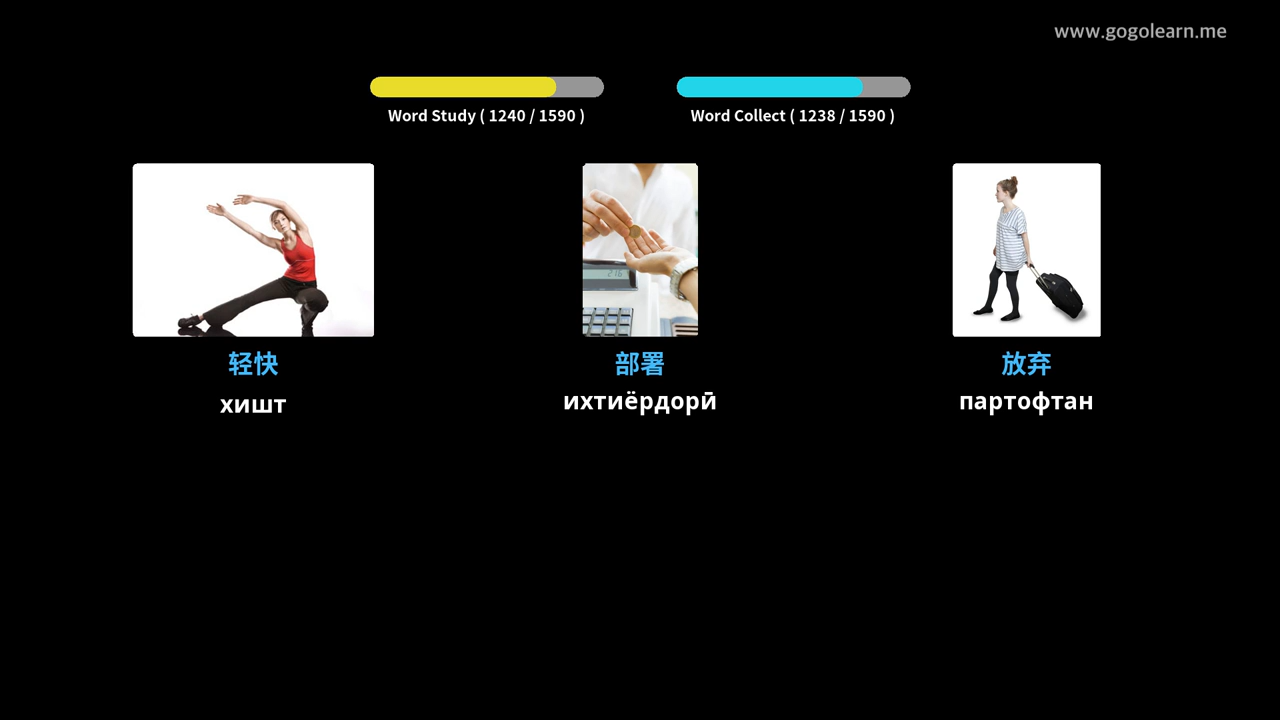 www.gogolearn.me
Word Study ( 1240 / 1590 )
Word Collect ( 1238 / 1590 )
216
轻快
部署
放弃
хишт
ихтиёрдорӣ
партофтан